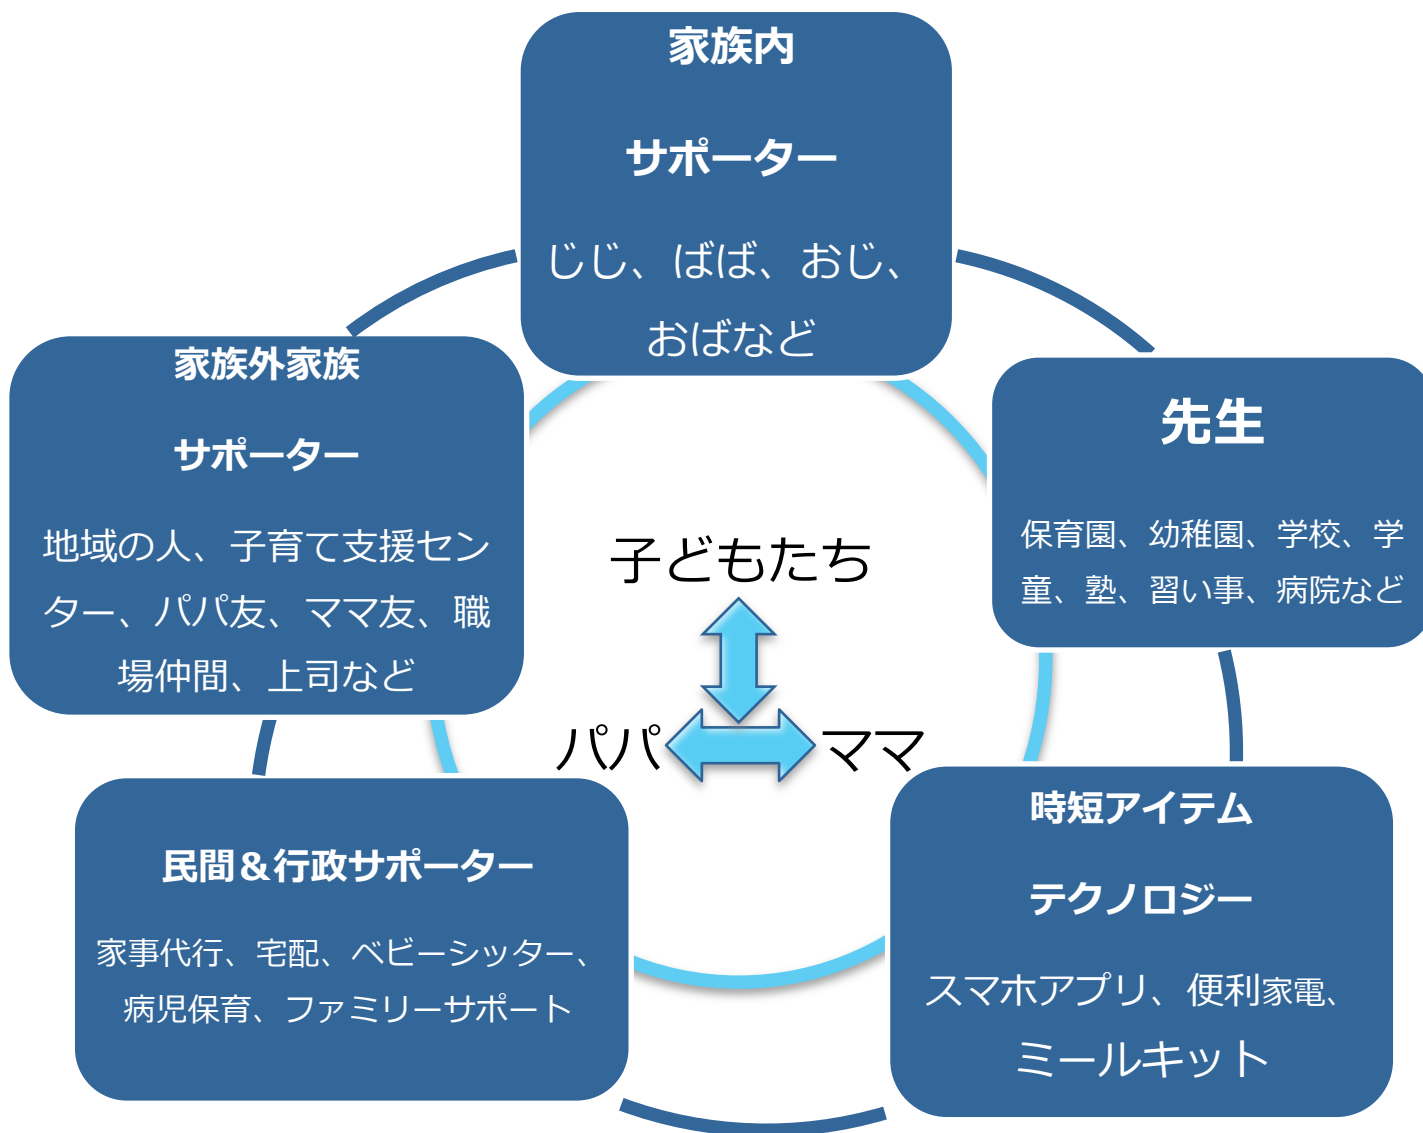 家族内
サポーター
じじ、ばば、おじ、
おばなど
家族外家族
サポーター
地域の人、子育て支援セン
ター、パパ友、ママ友、職
場仲間、上司など
先生
保育園、幼稚園、学校、学
童、塾、習い事、病院など
子どもたち
パパ
ママ
民間＆行政サポーター
家事代行、宅配、ベビーシッター、
病児保育、ファミリーサポート
時短アイテム
テクノロジー
スマホアプリ、便利家電、
ミールキット